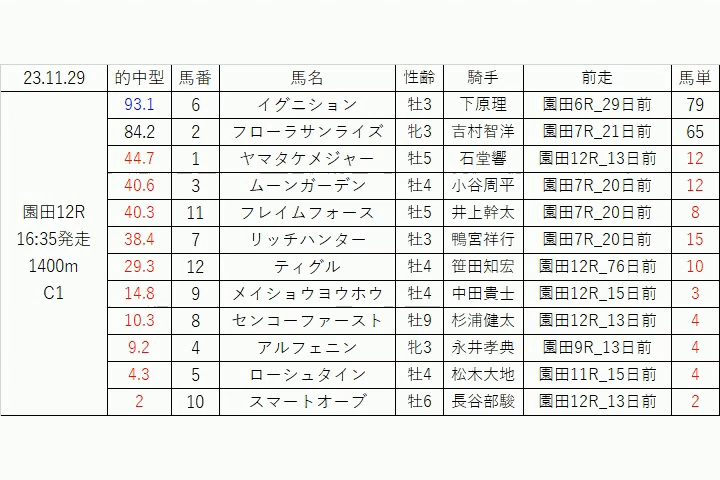 23.11.29 的中型 馬番 馬名 性齢 騎手 前走 馬単
93.1 6 イグニション 牡3 下原理 園田6R_29日前 79
84.2 2 フローラサンライズ 牝3 吉村智洋 園田7R_21日前 65
44.7 1 ヤマタケメジャー 牡5 石堂響 園田12R_13日前 12
40.6 3 ムーンガーデン 牡4 小谷周平 園田7R_20日前 12
園田12R 40.3 11 フレイムフォース 牡5 井上幹太 園田7R_20日前 8
16:35発走 38.4 7 リッチハンター 牡3 鴨宮祥行 園田7R_20日前 15
1400m 29.3 12 ティグル 牡4 笹田知宏 園田12R_76日前 10
C1 14.8 9 メイショウヨウホウ 牡4 中田貴士 園田12R_15日前 3
10.3 8 センコーファースト 牡9 杉浦健太 園田12R_13日前 4
9.2 4 アルフェニン 牝3 永井孝典 園田9R_13日前 4
4.3 5 ローシュタイン 牡4 松木大地 園田11R_15日前 4
2 10 スマートオーブ 牡6 長谷部駿 園田12R_13日前 2